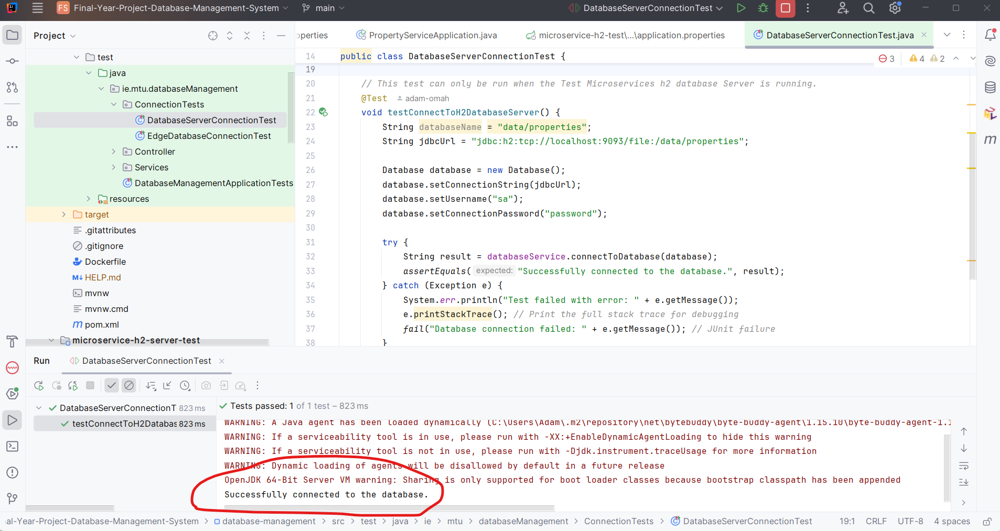 FS Final-Year-Project-Database-Management-System main DatabaseServerConnectionTest
Project
operties PropertyServiceApplication.java microservice-h2-test\...\application.properties DatabaseServerConnectionTest.java
test
java
ie.mtu.databaseManagement
ConnectionTests
DatabaseServerConnectionTest
EdgeDatabaseConnectionTest
Controller
Services
DatabaseManagementApplicationTests
resources
target
.gitattributes
.gitignore
Dockerfile
M↓ HELP.md
mvnw
mvnw.cmd
m pom.xml
microservice-h2-server-test
14 public class DatabaseServerConnectionTest {
3 4 2
19
20 // This test can only be run when the Test Microservices h2 database Server is running.
21 @Test adam-omah
22 void testConnectToH2DatabaseServer() {
23 String databaseName = "data/properties";
24 String jdbcUrl = "jdbc:h2:tcp://localhost:9093/file:/data/properties";
25
26 Database database = new Database();
27 database.setConnectionString(jdbcUrl);
28 database.setUsername("sa");
29 database.setConnectionPassword("password");
30
31 try {
32 String result = databaseService.connectToDatabase(database);
33 assertEquals( expected: "Successfully connected to the database.", result);
34 } catch (Exception e) {
35 System.err.println("Test failed with error: " + e.getMessage());
36 e.printStackTrace(); // Print the full stack trace for debugging
37 fail("Database connection failed: " + e.getMessage()); // JUnit failure
38 }
m
Run DatabaseServerConnectionTest
DatabaseServerConnectionT 823 ms
testConnectToH2Databas 823 ms
Tests passed: 1 of 1 test – 823 ms
WARNING: A Java agent has been loaded dynamically (C:\Users\Adam\.m2\repository\net\bytebuddy\byte-buddy-agent\1.15.10\byte-buddy-agent-1.1
WARNING: If a serviceability tool is in use, please run with -XX:+EnableDynamicAgentLoading to hide this warning
WARNING: If a serviceability tool is not in use, please run with -Djdk.instrument.traceUsage for more information
WARNING: Dynamic loading of agents will be disallowed by default in a future release
OpenJDK 64-Bit Server VM warning: Sharing is only supported for boot loader classes because bootstrap classpath has been appended
Successfully connected to the database.
al-Year-Project-Database-Management-System > database-management > src > test > java > ie > mtu > databaseManagement > ConnectionTests > DatabaseServerConnectionTest 19:1 CRLF UTF-8 4 spaces